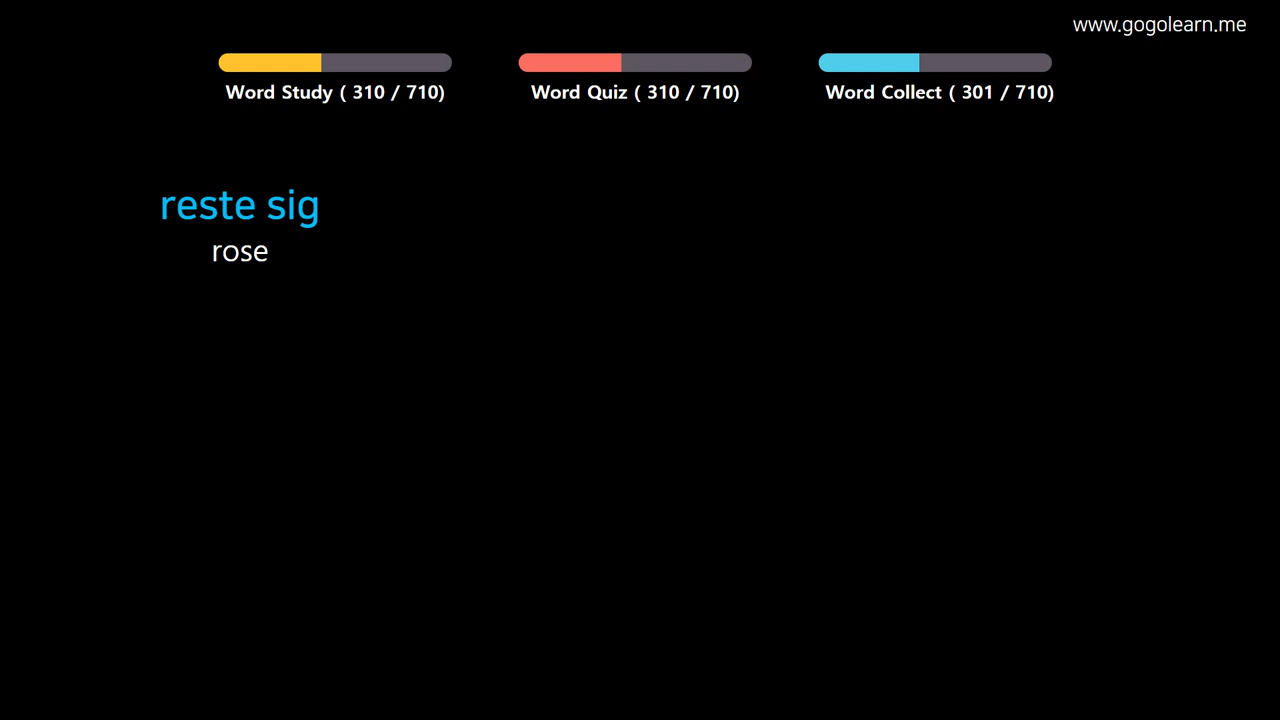 www.gogolearn.me
Word Study ( 310 / 710)
Word Quiz ( 310 / 710)
Word Collect ( 301 / 710)
reste sig
rose